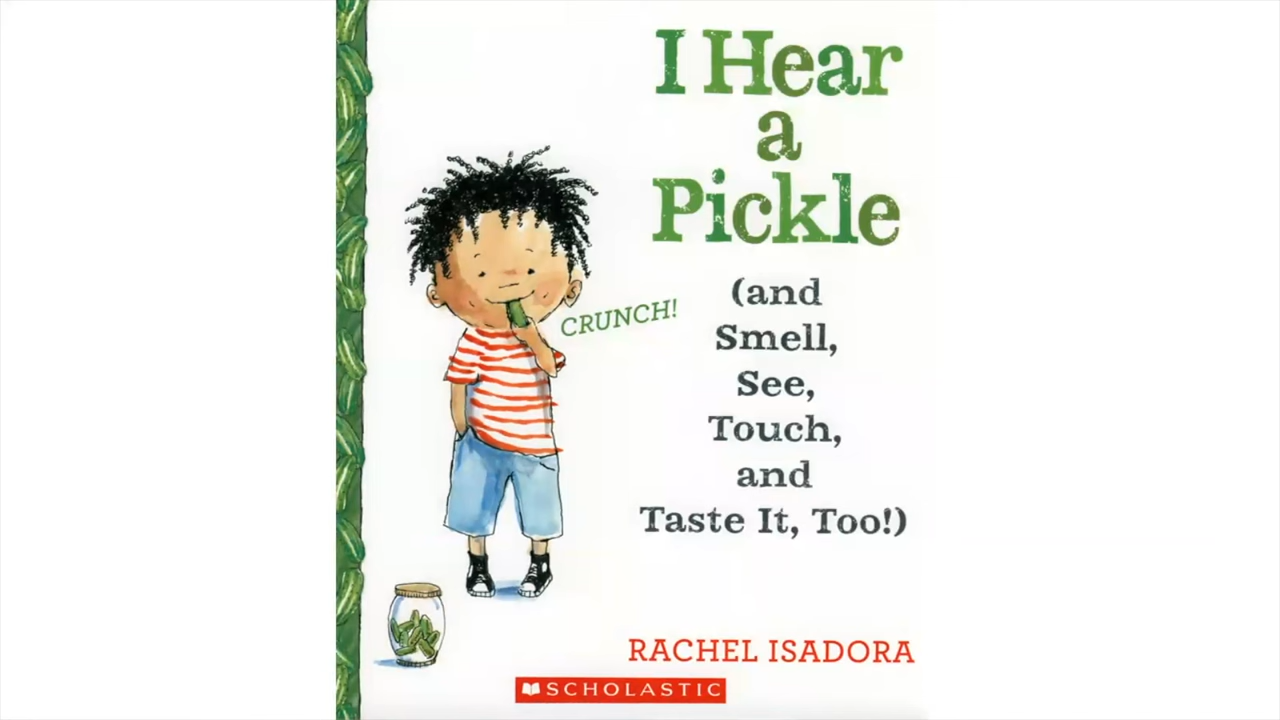 I Hear
a
Pickle
CRUNCH!
(and
Smell,
See,
Touch,
and
Taste It, Too!)
RACHEL ISADORA
SCHOLASTIC